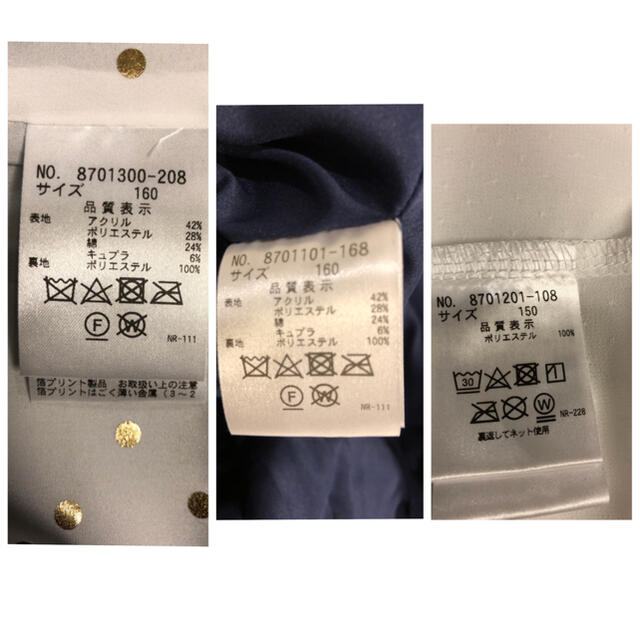 NO. 8701300-208
サイズ 160
品質表示
表地 アクリル 42%
ポリエステル 28%
綿 24%
キュプラ 6%
裏地 ポリエステル 100%
F W
NR-111
箔プリント製品 お取扱い上の注意
箔プリントはごく薄い金属(3~2
NO. 8701101-168
サイズ 160
品質表示
表地 アクリル 42%
ポリエステル 28%
綿 24%
キュプラ 6%
裏地 ポリエステル 100%
F W
NR-111
NO. 8701201-108
サイズ 150
品質表示
ポリエステル 100%
30
W
NR-228
裏返してネット使用